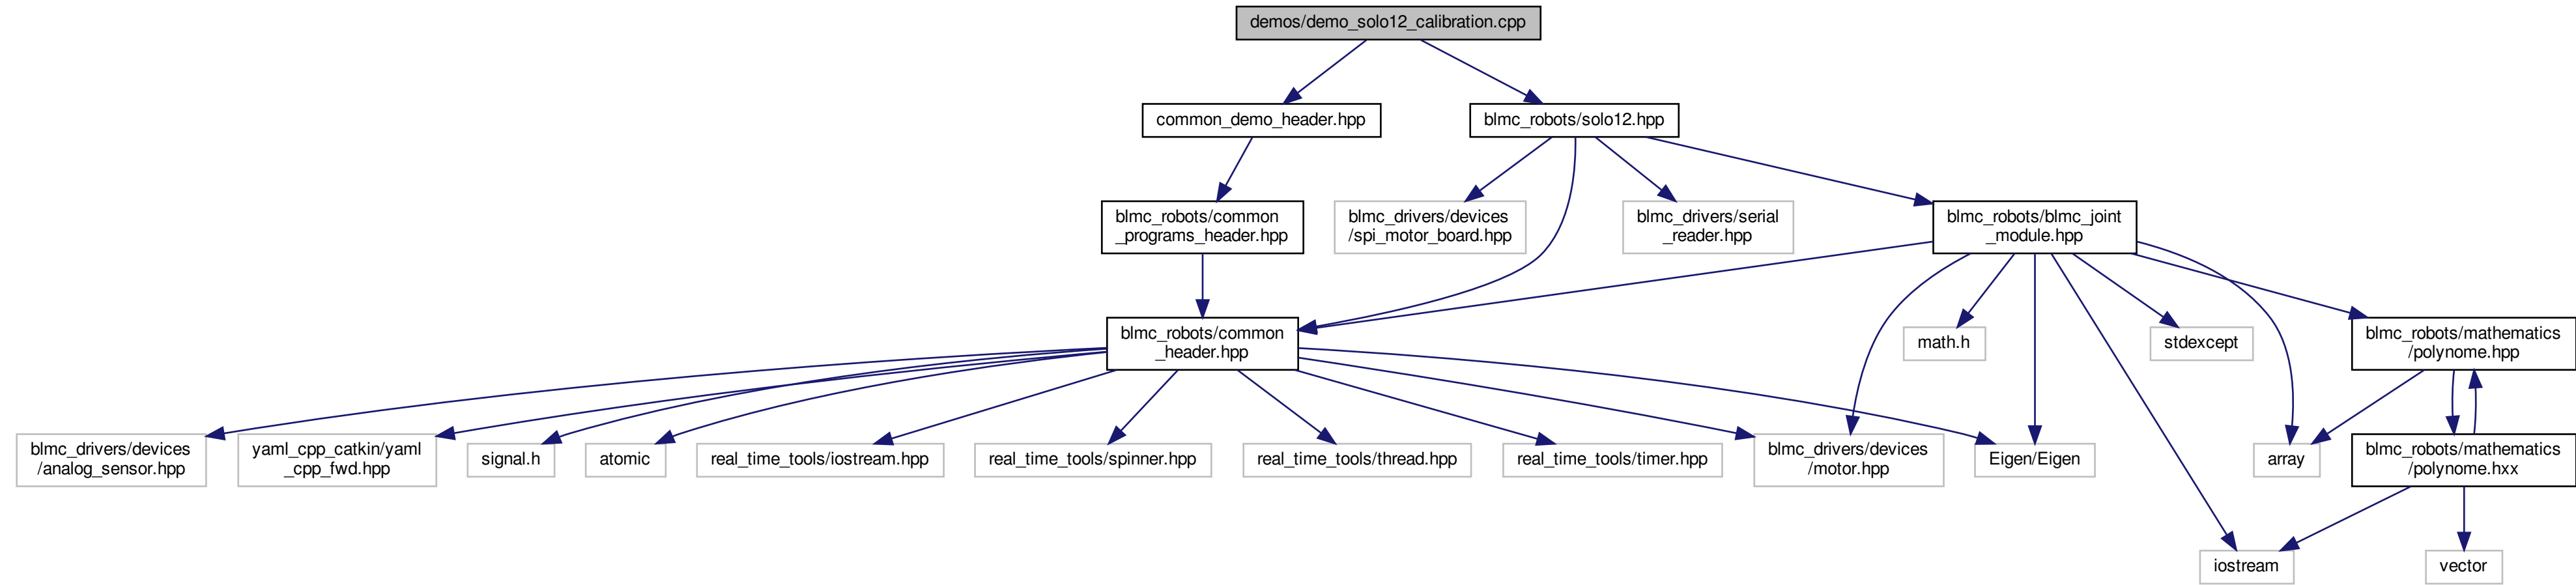 demos/demo_solo12_calibration.cpp
common_demo_header.hpp
blmc_robots/solo12.hpp
blmc_robots/common
_programs_header.hpp
blmc_drivers/devices
/spi_motor_board.hpp
blmc_drivers/serial
_reader.hpp
blmc_robots/blmc_joint
_module.hpp
blmc_robots/common
_header.hpp
math.h
stdexcept
blmc_robots/mathematics
/polynome.hpp
blmc_drivers/devices
/analog_sensor.hpp
yaml_cpp_catkin/yaml
_cpp_fwd.hpp
signal.h
atomic
real_time_tools/iostream.hpp
real_time_tools/spinner.hpp
real_time_tools/thread.hpp
real_time_tools/timer.hpp
blmc_drivers/devices
/motor.hpp
Eigen/Eigen
array
blmc_robots/mathematics
/polynome.hxx
iostream
vector